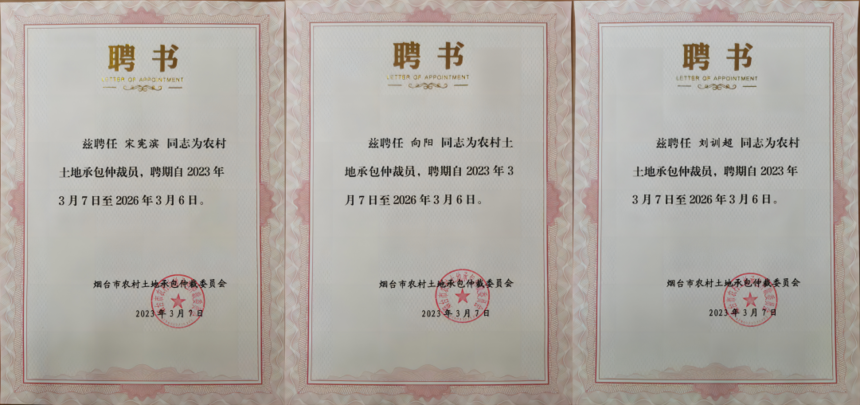 聘书
LETTER OF APPOINTMENT
兹聘任 宋宪滨 同志为农村
土地承包仲裁员，聘期自2023年
3月7日至2026年3月6日。
烟台市农村土地承包仲裁委员会
2023年3月7日
聘书
LETTER OF APPOINTMENT
兹聘任 向阳 同志为农村土
地承包仲裁员，聘期自2023年3
月7日至2026年3月6日。
烟台市农村土地承包仲裁委员会
2023年3月7日
聘书
LETTER OF APPOINTMENT
兹聘任 刘训超 同志为农村
土地承包仲裁员，聘期自2023年
3月7日至2026年3月6日。
烟台市农村土地承包仲裁委员会
2023年3月7日